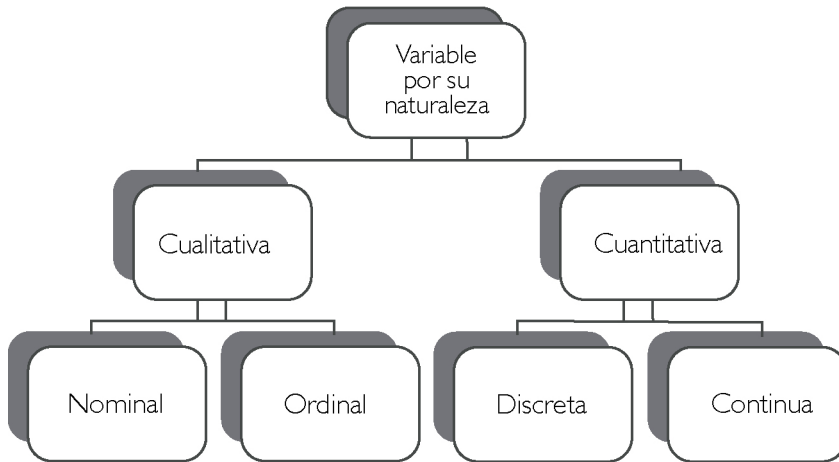 Variable
por su
naturaleza
Cualitativa
Cuantitativa
Nominal
Ordinal
Discreta
Continua